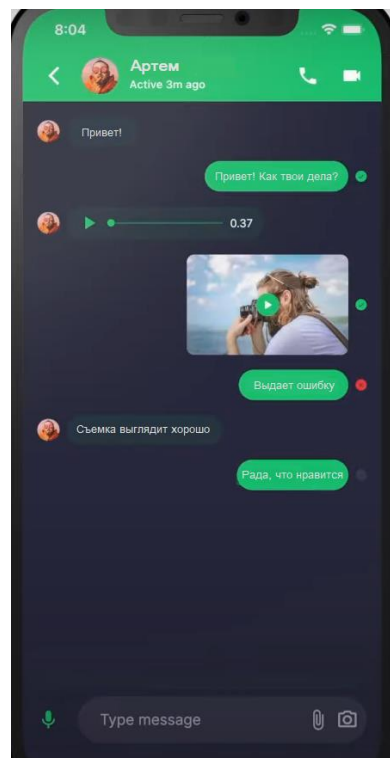 8:04
Артем
Active 3m ago
Привет!
Привет! Как твои дела?
0.37
Выдает ошибку
Съемка выглядит хорошо
Рада, что нравится
Type message